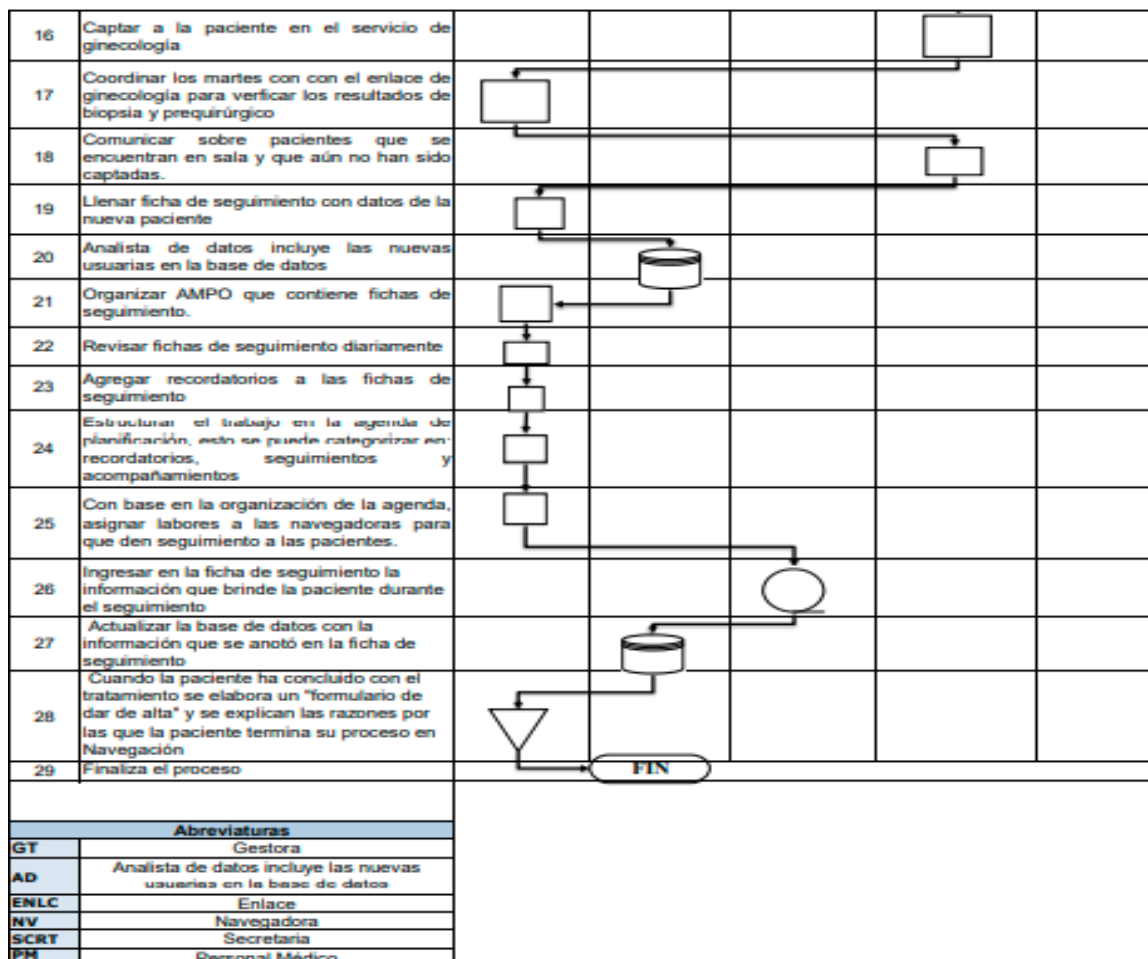 16
Captar a la paciente en el servicio de
ginecología
17
Coordinar los martes con con el enlace de
ginecología para verficar los resultados de
biopsia y prequirúrgico
18
Comunicar sobre pacientes que se
encuentran en sala y que aún no han sido
captadas.
19
Llenar ficha de seguimiento con datos de la
nueva paciente
20
Analista de datos incluye las nuevas
usuarias en la base de datos
21
Organizar AMPO que contiene fichas de
seguimiento.
22
Revisar fichas de seguimiento diariamente
23
Agregar recordatorios a las fichas de
seguimiento
24
Estructurar el trabajo en la agenda de
planificación, esto se puede categorizar en:
recordatorios, seguimientos y
acompañamientos
25
Con base en la organización de la agenda,
asignar labores a las navegadoras para
que den seguimiento a las pacientes.
26
Ingresar en la ficha de seguimiento la
información que brinde la paciente durante
el seguimiento
27
Actualizar la base de datos con la
información que se anotó en la ficha de
seguimiento
28
Cuando la paciente ha concluido con el
tratamiento se elabora un "formulario de
dar de alta" y se explican las razones por
las que la paciente termina su proceso en
Navegación
29
Finaliza el proceso
FIN
Abreviaturas
GT
Gestora
AD
Analista de datos incluye las nuevas
usuarias en la base de datos
ENLC
Enlace
NV
Navegadora
SCRT
Secretaria
PM
Personal Médico